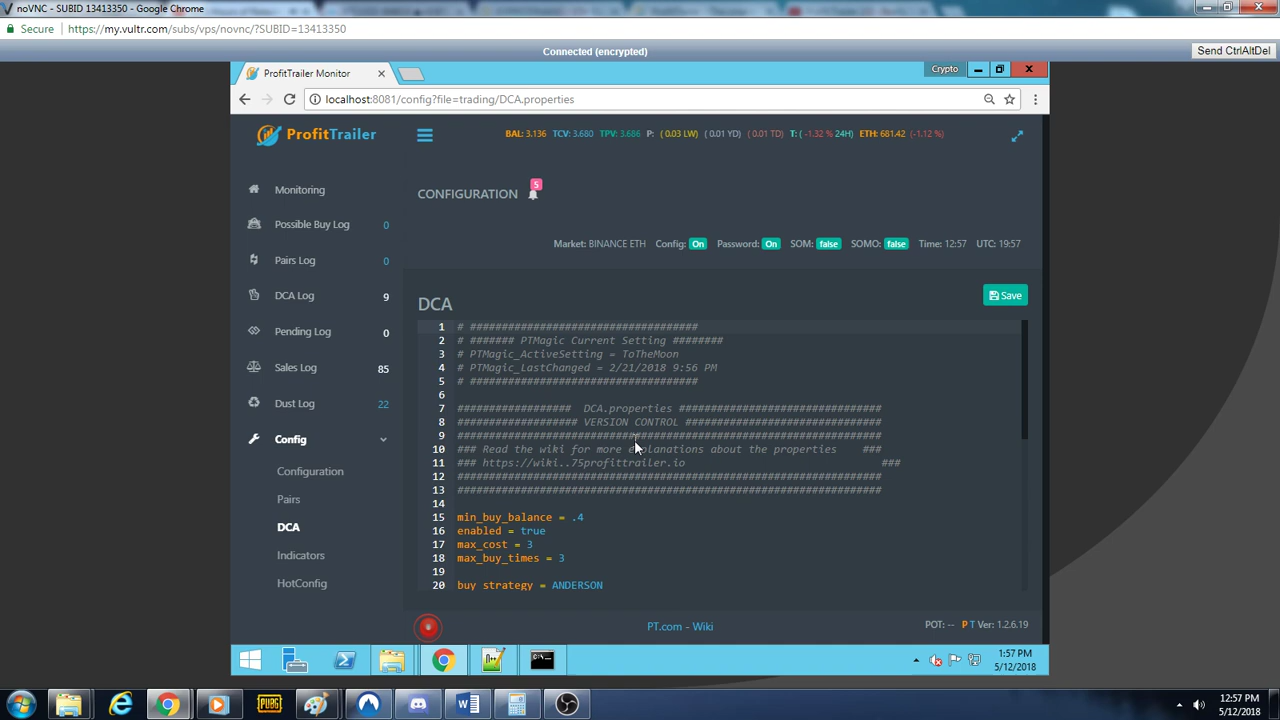 noVNC - SUBID 13413350 - Google Chrome
Secure | https://my.vultr.com/subs/vps/novnc/?SUBID=13413350
Connected (encrypted)
Send CtrlAltDel
ProfitTrailer Monitor
Crypto
localhost:8081/config?file=trading/DCA.properties
ProfitTrailer
BAL: 3.136 TCV: 3.680 TPV: 3.686 P: ( 0.03 LW) ( 0.01 YD) ( 0.01 TD) T: ( -1.32 % 24H) ETH: 681.42 (-1.12 %)
CONFIGURATION 5
Market: BINANCE ETH Config: On Password: On SOM: false SOMO: false Time: 12:57 UTC: 19:57
Monitoring
Possible Buy Log 0
Pairs Log 0
DCA Log 9
Pending Log 0
Sales Log 85
Dust Log 22
Config
Configuration
Pairs
DCA
Indicators
HotConfig
DCA
Save
1 # ####################################
2 # ####### PTMagic Current Setting ########
3 # PTMagic_ActiveSetting = ToTheMoon
4 # PTMagic_LastChanged = 2/21/2018 9:56 PM
5 # ####################################
6
7 ################## DCA.properties ################################
8 ################### VERSION CONTROL ###############################
9 ###################################################################
10 ### Read the wiki for more explanations about the properties ###
11 ### https://wiki..75profittrailer.io ###
12 ###################################################################
13 ###################################################################
14
15 min_buy_balance = .4
16 enabled = true
17 max_cost = 3
18 max_buy_times = 3
19
20 buy_strategy = ANDERSON
PT.com - Wiki
POT: -- P T Ver: 1.2.6.19
1:57 PM
5/12/2018
12:57 PM
5/12/2018